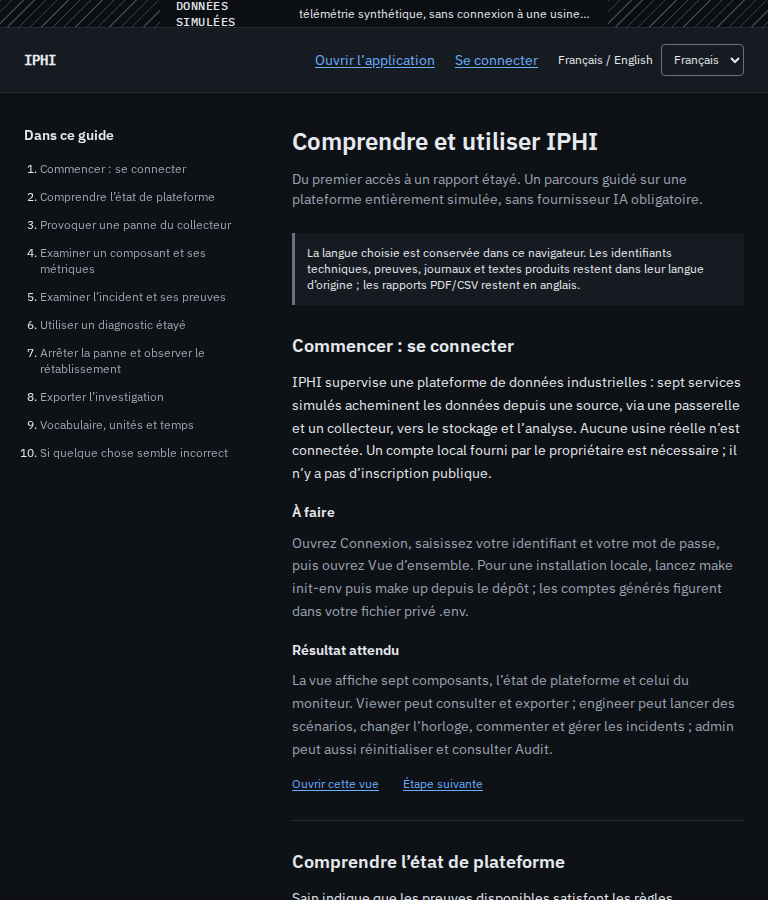 DONNÉES
SIMULÉES
télémétrie synthétique, sans connexion à une usine…
IPHI
Ouvrir l’application
Se connecter
Français / English
Français
Dans ce guide
1. Commencer : se connecter
2. Comprendre l’état de plateforme
3. Provoquer une panne du collecteur
4. Examiner un composant et ses
métriques
5. Examiner l’incident et ses preuves
6. Utiliser un diagnostic étayé
7. Arrêter la panne et observer le
rétablissement
8. Exporter l’investigation
9. Vocabulaire, unités et temps
10. Si quelque chose semble incorrect
Comprendre et utiliser IPHI
Du premier accès à un rapport étayé. Un parcours guidé sur une
plateforme entièrement simulée, sans fournisseur IA obligatoire.
La langue choisie est conservée dans ce navigateur. Les identifiants
techniques, preuves, journaux et textes produits restent dans leur langue
d’origine ; les rapports PDF/CSV restent en anglais.
Commencer : se connecter
IPHI supervise une plateforme de données industrielles : sept services
simulés acheminent les données depuis une source, via une passerelle
et un collecteur, vers le stockage et l’analyse. Aucune usine réelle n’est
connectée. Un compte local fourni par le propriétaire est nécessaire ; il
n’y a pas d’inscription publique.
À faire
Ouvrez Connexion, saisissez votre identifiant et votre mot de passe,
puis ouvrez Vue d’ensemble. Pour une installation locale, lancez make
init-env puis make up depuis le dépôt ; les comptes générés figurent
dans votre fichier privé .env.
Résultat attendu
La vue affiche sept composants, l’état de plateforme et celui du
moniteur. Viewer peut consulter et exporter ; engineer peut lancer des
scénarios, changer l’horloge, commenter et gérer les incidents ; admin
peut aussi réinitialiser et consulter Audit.
Ouvrir cette vue
Étape suivante
Comprendre l’état de plateforme
Sain indique que les preuves disponibles satisfont les règles